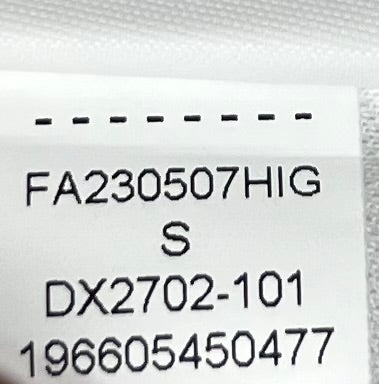 --------
FA230507HIG
S
DX2702-101
196605450477